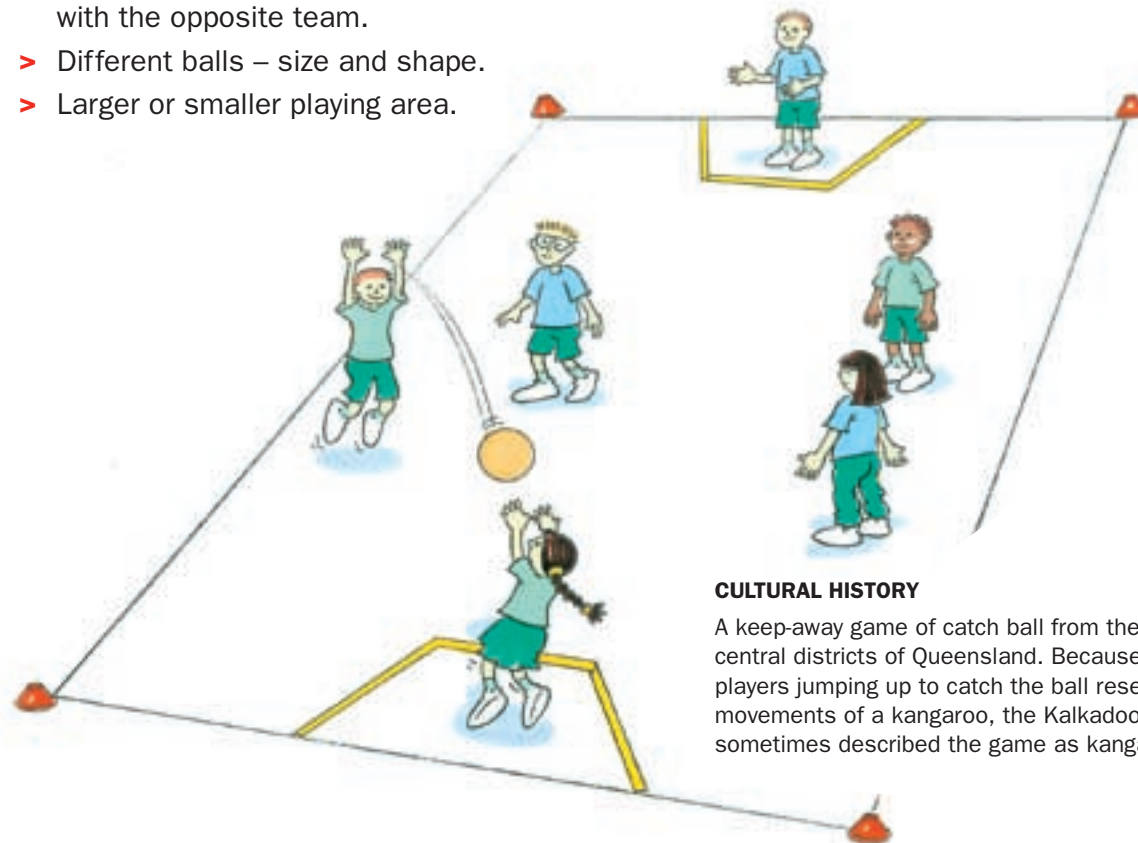 with the opposite team.
> Different balls – size and shape.
> Larger or smaller playing area.
CULTURAL HISTORY
A keep-away game of catch ball from the
central districts of Queensland. Because
players jumping up to catch the ball
movements of a kangaroo, the
sometimes described the game as